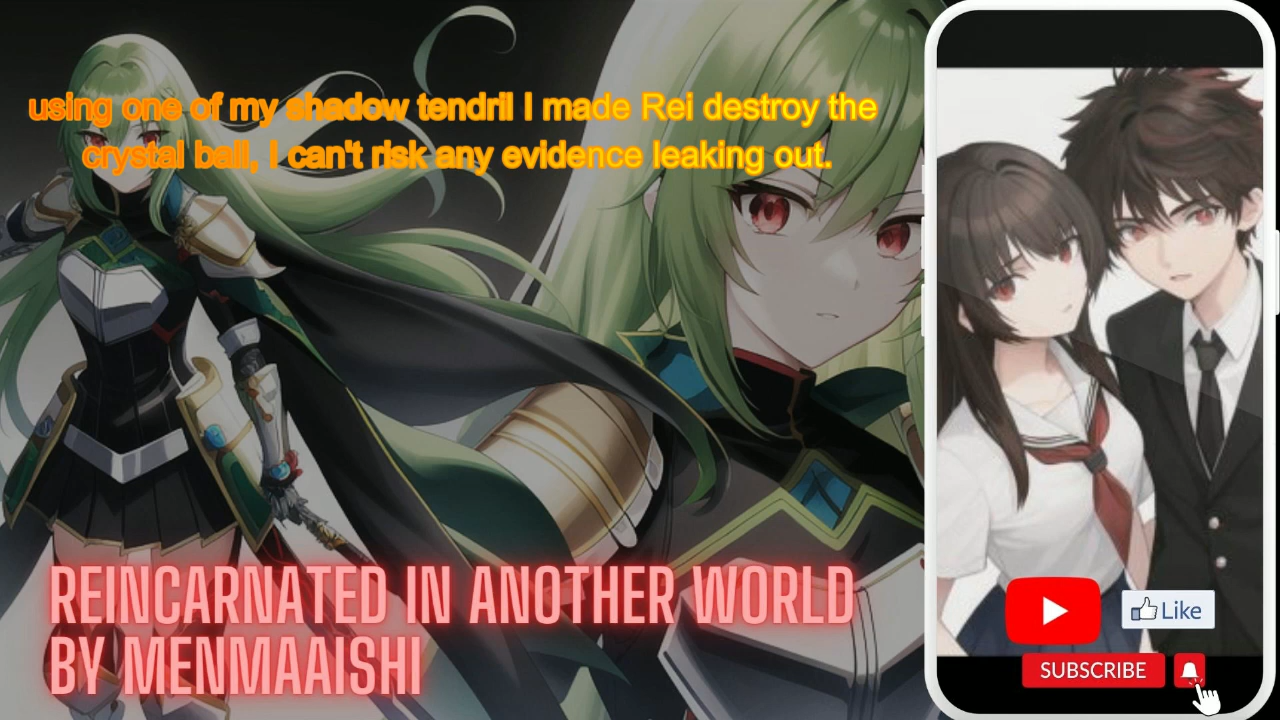 using one of my shadow tendril I made Rei destroy the
crystal ball, I can't risk any evidence leaking out.
REINCARNATED IN ANOTHER WORLD
BY MENMAAISHI
Like
SUBSCRIBE